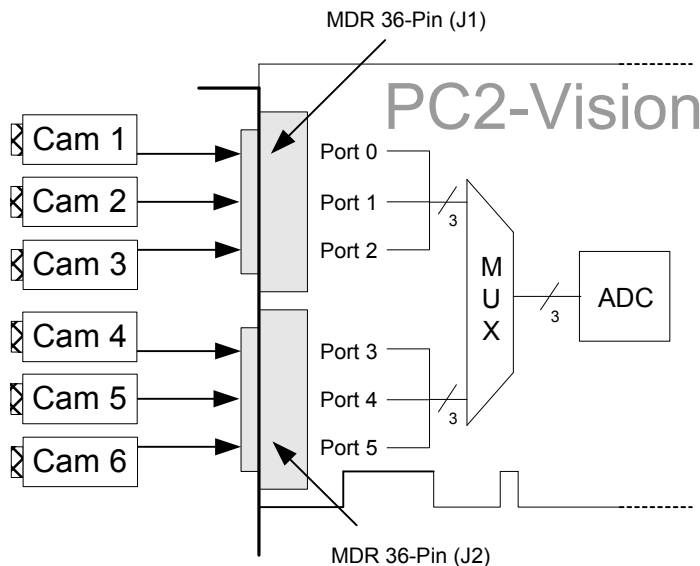 MDR 36-Pin (J1)
PC2-Vision
Cam 1
Cam 2
Cam 3
Cam 4
Cam 5
Cam 6
Port 0
Port 1
Port 2
Port 3
Port 4
Port 5
3
3
M
U
X
3
ADC
MDR 36-Pin (J2)